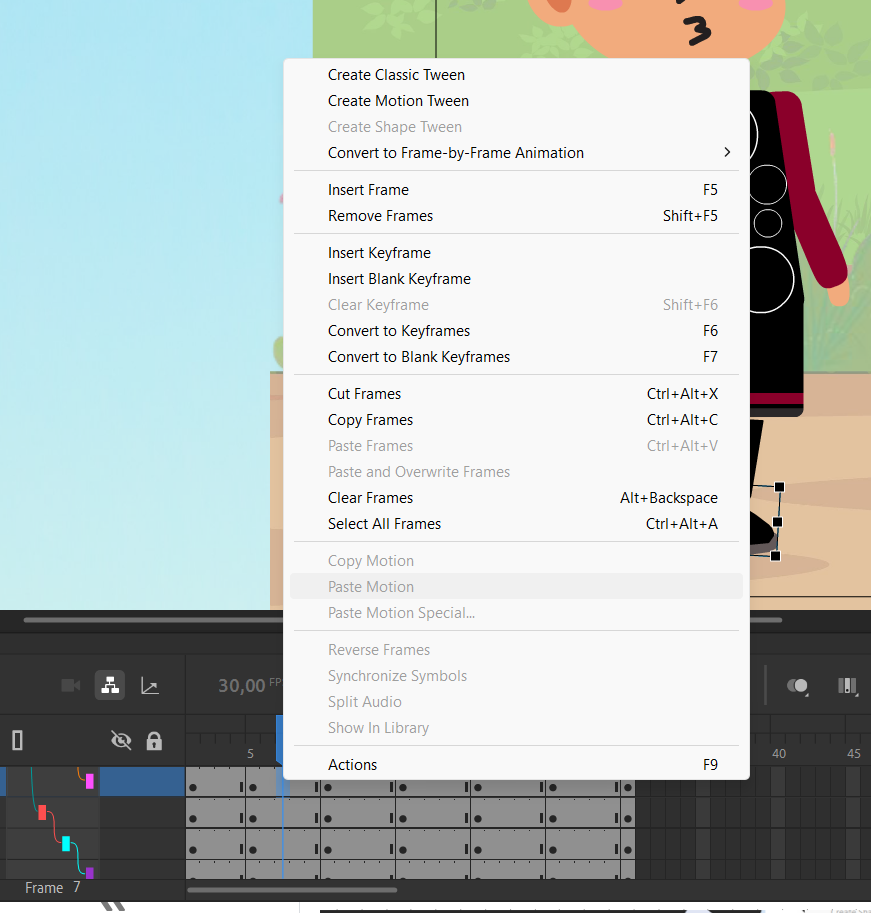 Create Classic Tween
Create Motion Tween
Create Shape Tween
Convert to Frame-by-Frame Animation
Insert Frame F5
Remove Frames Shift+F5
Insert Keyframe
Insert Blank Keyframe
Clear Keyframe Shift+F6
Convert to Keyframes F6
Convert to Blank Keyframes F7
Cut Frames Ctrl+Alt+X
Copy Frames Ctrl+Alt+C
Paste Frames Ctrl+Alt+V
Paste and Overwrite Frames
Clear Frames Alt+Backspace
Select All Frames Ctrl+Alt+A
Copy Motion
Paste Motion
Paste Motion Special...
Reverse Frames
Synchronize Symbols
Split Audio
Show In Library
Actions F9
30,00 FP
5 40 45
Frame 7